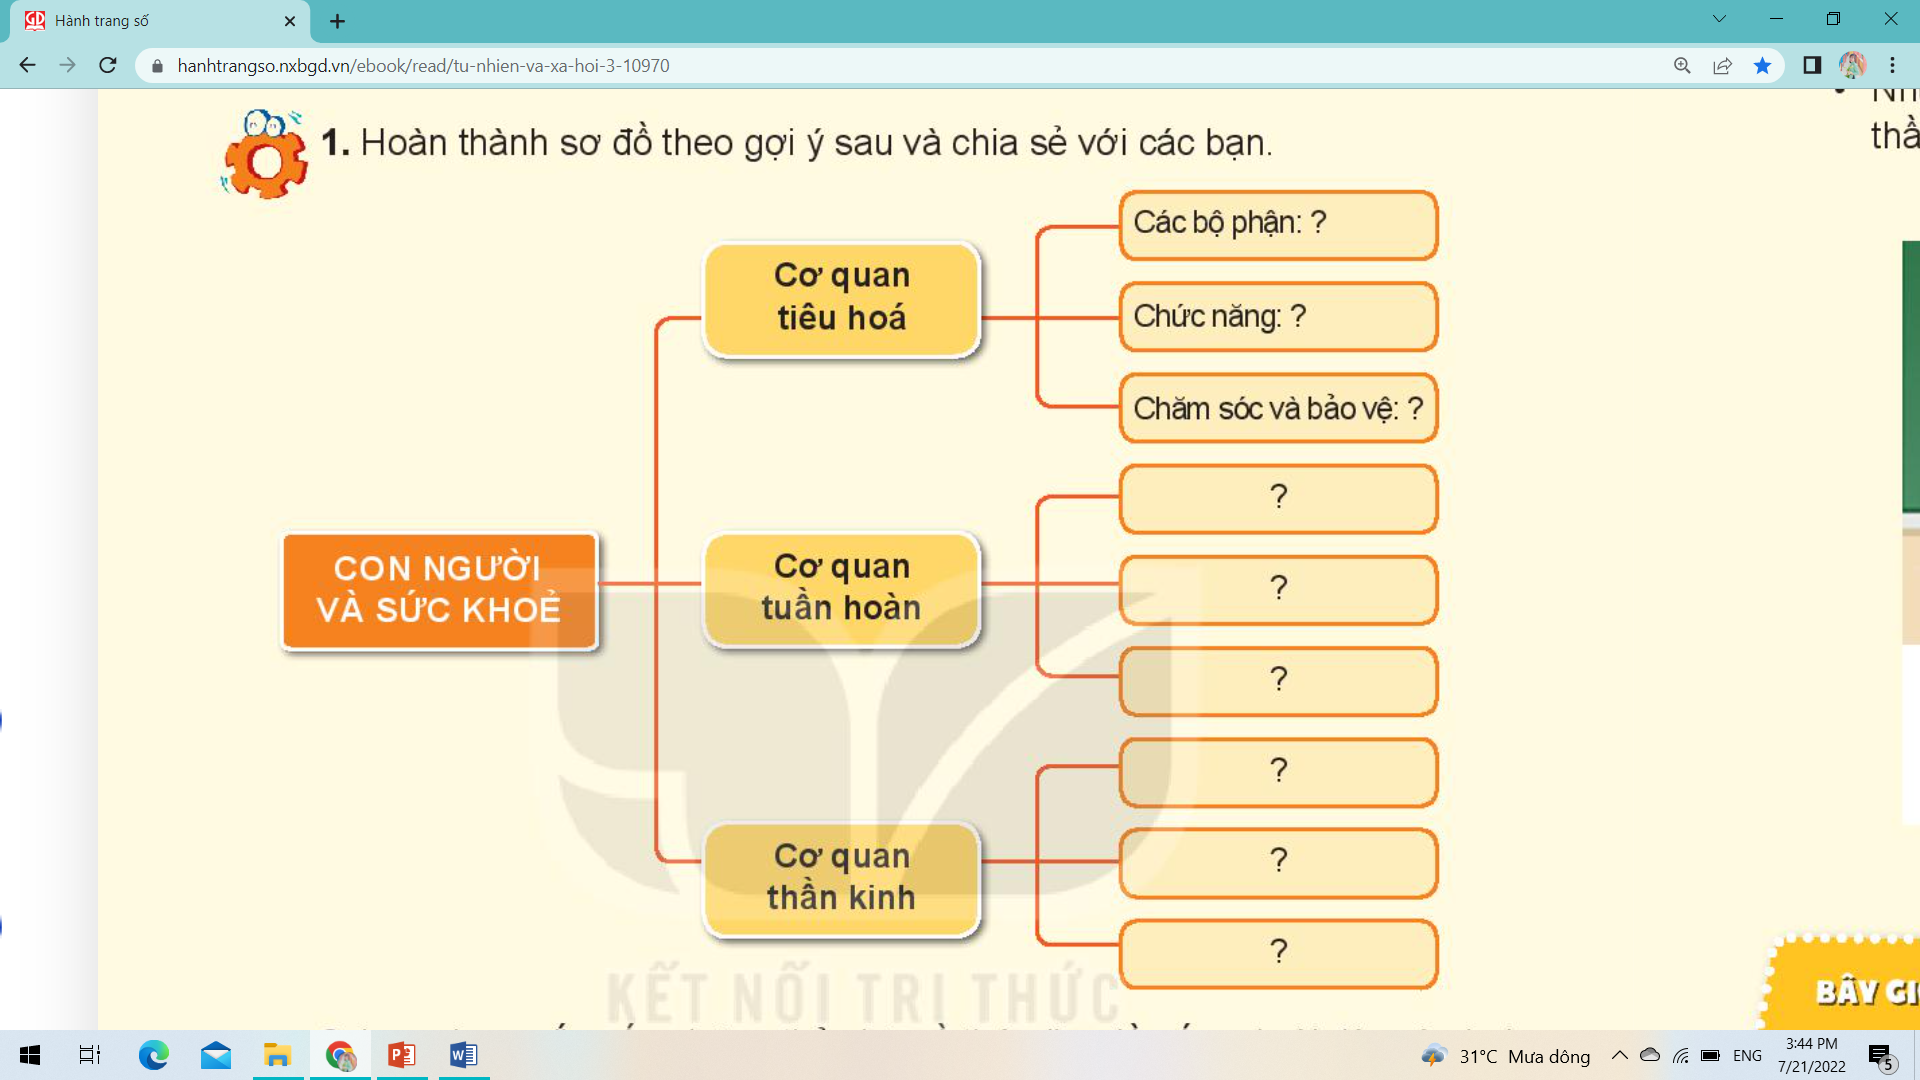 Hành trang số
hanhtrangso.nxbgd.vn/ebook/read/tu-nhien-va-xa-hoi-3-10970
1. Hoàn thành sơ đồ theo gợi ý sau và chia sẻ với các bạn.
Các bộ phận: ?
Cơ quan
tiêu hoá
Chức năng: ?
Chăm sóc và bảo vệ: ?
?
CON NGƯỜI
VÀ SỨC KHOẺ
Cơ quan
tuần hoàn
?
?
?
Cơ quan
thần kinh
?
?
KẾT NỐI TRI THỨC
BÂY
31°C Mưa dông
ENG
3:44 PM
7/21/2022
5